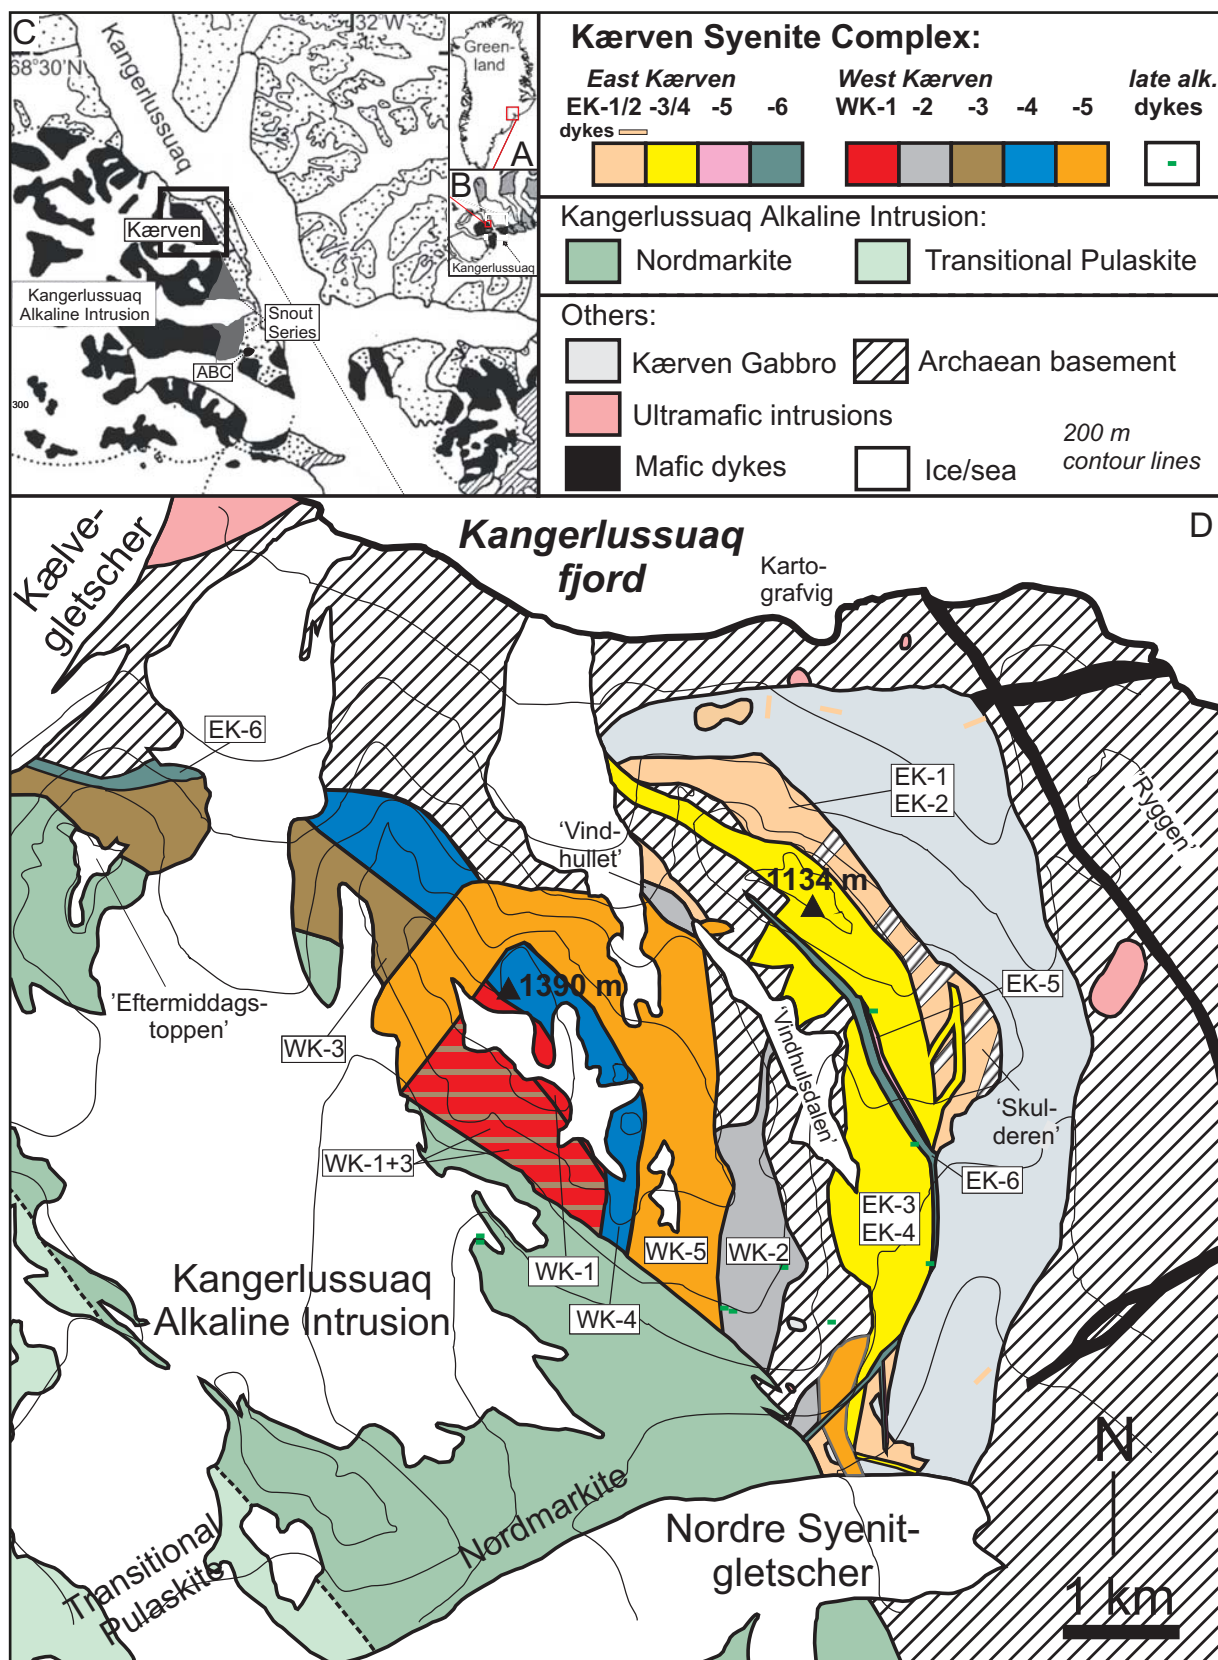 C
68°30'N
32°W
Kangerlussuaq
Kærven
Kangerlussuaq
Alkaline Intrusion
Snout
Series
ABC
300
Green-
land
A
B
Kangerlussuaq
Kærven Syenite Complex:
East Kærven
West Kærven
late alk.
EK-1/2 -3/4 -5 -6
WK-1 -2 -3 -4 -5
dykes
dykes
Kangerlussuaq Alkaline Intrusion:
Nordmarkite
Transitional Pulaskite
Others:
Kærven Gabbro
Archaean basement
Ultramafic intrusions
Mafic dykes
Ice/sea
200 m
contour lines
D
Kælve-
gletscher
Kangerlussuaq
fjord
Karto-
grafvig
EK-6
EK-1
EK-2
'Ryggen'
'Vind-
hullet'
1134 m
1390 m
EK-5
'Eftermiddags-
toppen'
WK-3
'Vindhulsdalen'
'Skul-
deren'
WK-1+3
EK-6
EK-3
EK-4
WK-5
WK-2
WK-1
WK-4
Kangerlussuaq
Alkaline Intrusion
N
Nordmarkite
Transitional
Pulaskite
Nordre Syenit-
gletscher
1 km